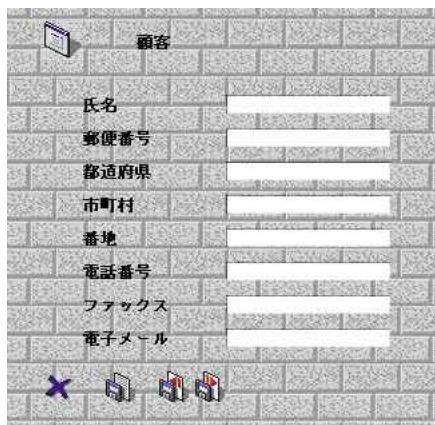 顧客
氏名
郵便番号
都道府県
市町村
番地
電話番号
ファックス
電子メール